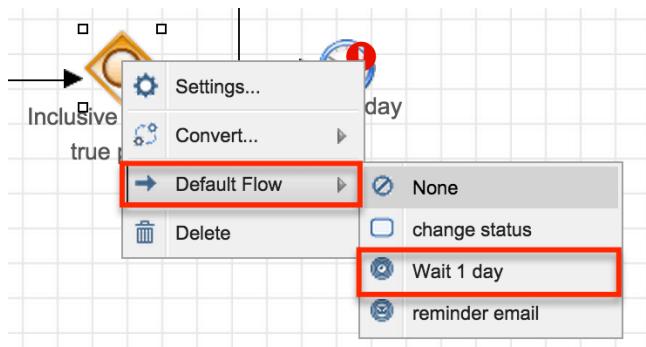 Settings...
Inclusive
day
Convert...
true
Default Flow
None
change status
Delete
Wait 1 day
reminder email